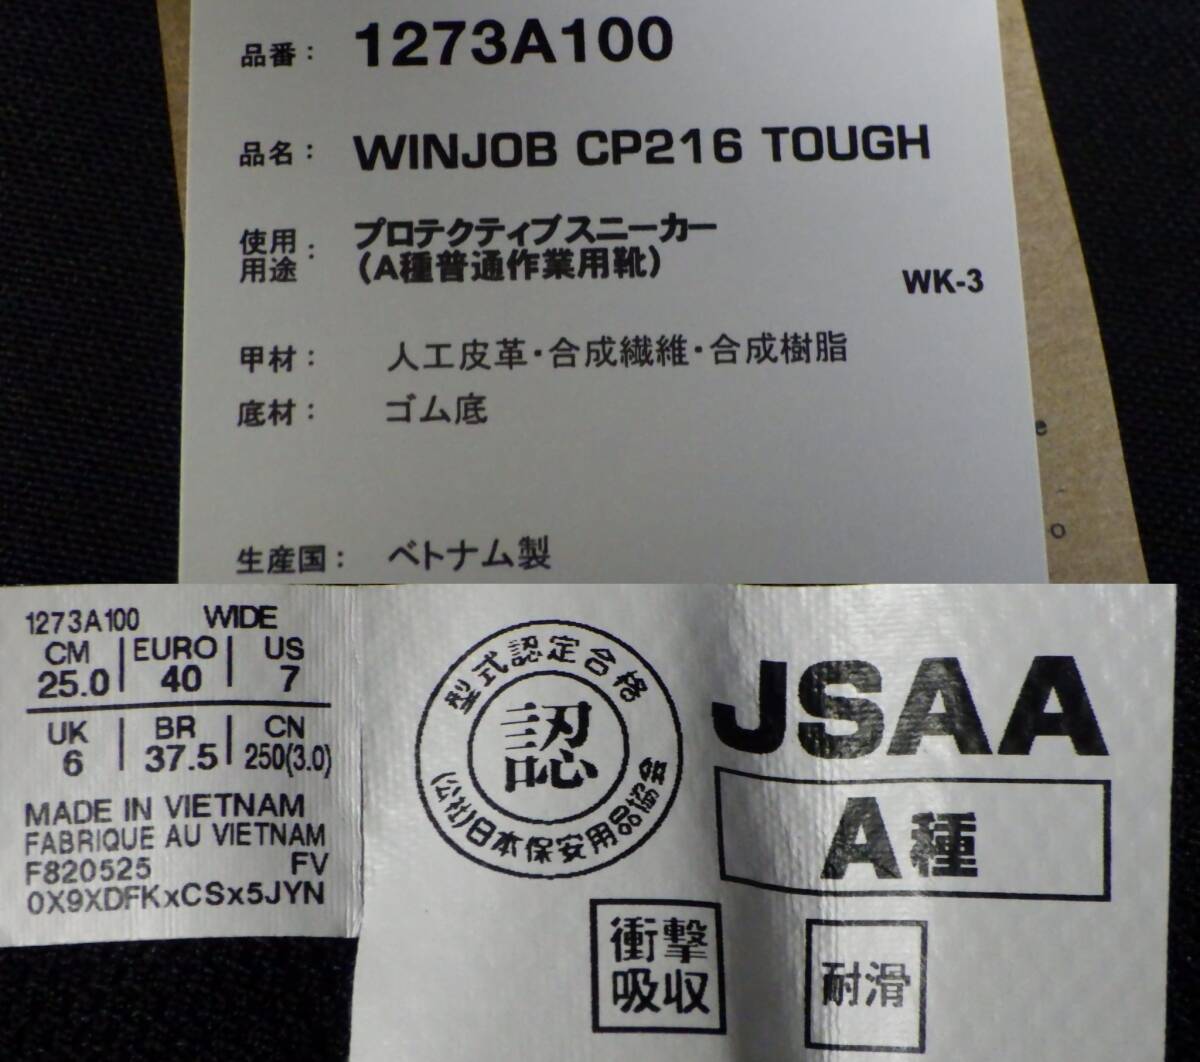 品番： 1273A100
品名： WINJOB CP216 TOUGH
使用用途： プロテクティブスニーカー
（A種普通作業用靴）
WK-3
甲材： 人工皮革・合成繊維・合成樹脂
底材： ゴム底
生産国： ベトナム製
e
o
1273A100 WIDE
CM EURO US
25.0 40 7
UK BR CN
6 37.5 250(3.0)
MADE IN VIETNAM
FABRIQUE AU VIETNAM
F820525 FV
0X9XDFKxCSx5JYN
型式認定合格
認
(公社)日本保安用品協会
JSAA
A種
衝撃
吸収
耐滑